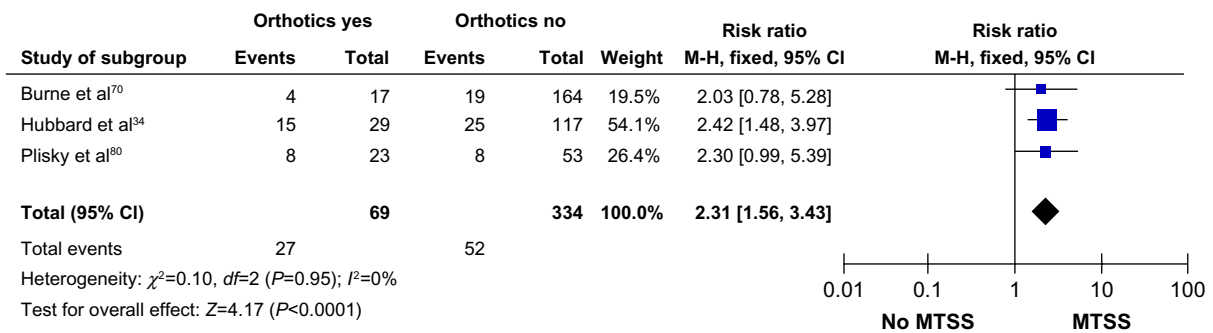 Orthotics yes Orthotics no Risk ratio Risk ratio
Study of subgroup Events Total Events Total Weight M-H, fixed, 95% CI M-H, fixed, 95% CI
Burne et al70 4 17 19 164 19.5% 2.03 [0.78, 5.28]
Hubbard et al34 15 29 25 117 54.1% 2.42 [1.48, 3.97]
Plisky et al80 8 23 8 53 26.4% 2.30 [0.99, 5.39]
Total (95% CI) 69 334 100.0% 2.31 [1.56, 3.43]
Total events 27 52
Heterogeneity: χ²=0.10, df=2 (P=0.95); I²=0%
Test for overall effect: Z=4.17 (P<0.0001)
0.01 0.1 1 10 100
No MTSS MTSS